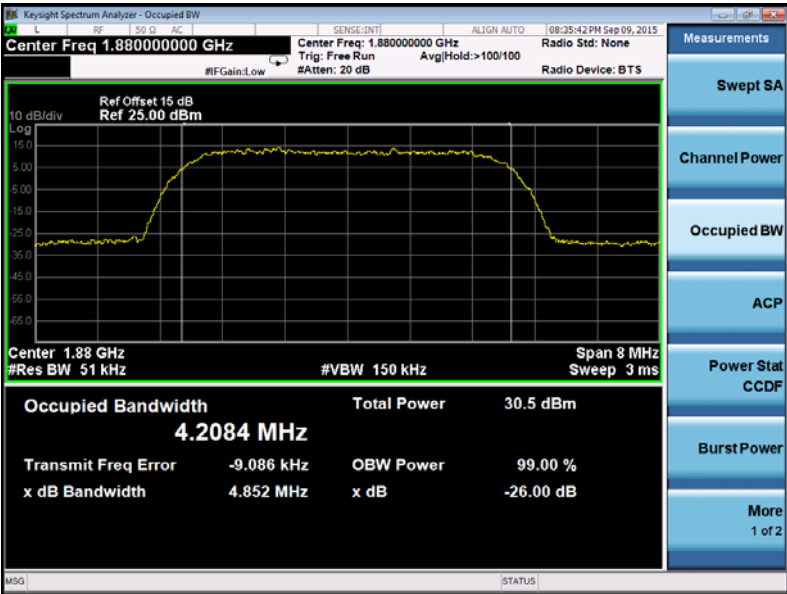 Keysight Spectrum Analyzer - Occupied BW
L RF 50 Ω AC SENSE:INT ALIGN AUTO 08:35:42 PM Sep 09, 2015
Center Freq 1.880000000 GHz
Center Freq: 1.880000000 GHz
Radio Std: None
Trig: Free Run Avg|Hold:>100/100
#IFGain:Low
#Atten: 20 dB
Radio Device: BTS
Ref Offset 15 dB
10 dB/div Ref 25.00 dBm
Log
15.0
5.00
-5.00
-15.0
-25.0
-35.0
-45.0
-55.0
-65.0
Center 1.88 GHz
Span 8 MHz
#Res BW 51 kHz
#VBW 150 kHz
Sweep 3 ms
Occupied Bandwidth
Total Power 30.5 dBm
4.2084 MHz
Transmit Freq Error -9.086 kHz OBW Power 99.00 %
x dB Bandwidth 4.852 MHz x dB -26.00 dB
MSG
STATUS
Measurements
Swept SA
Channel Power
Occupied BW
ACP
Power Stat
CCDF
Burst Power
More
1 of 2